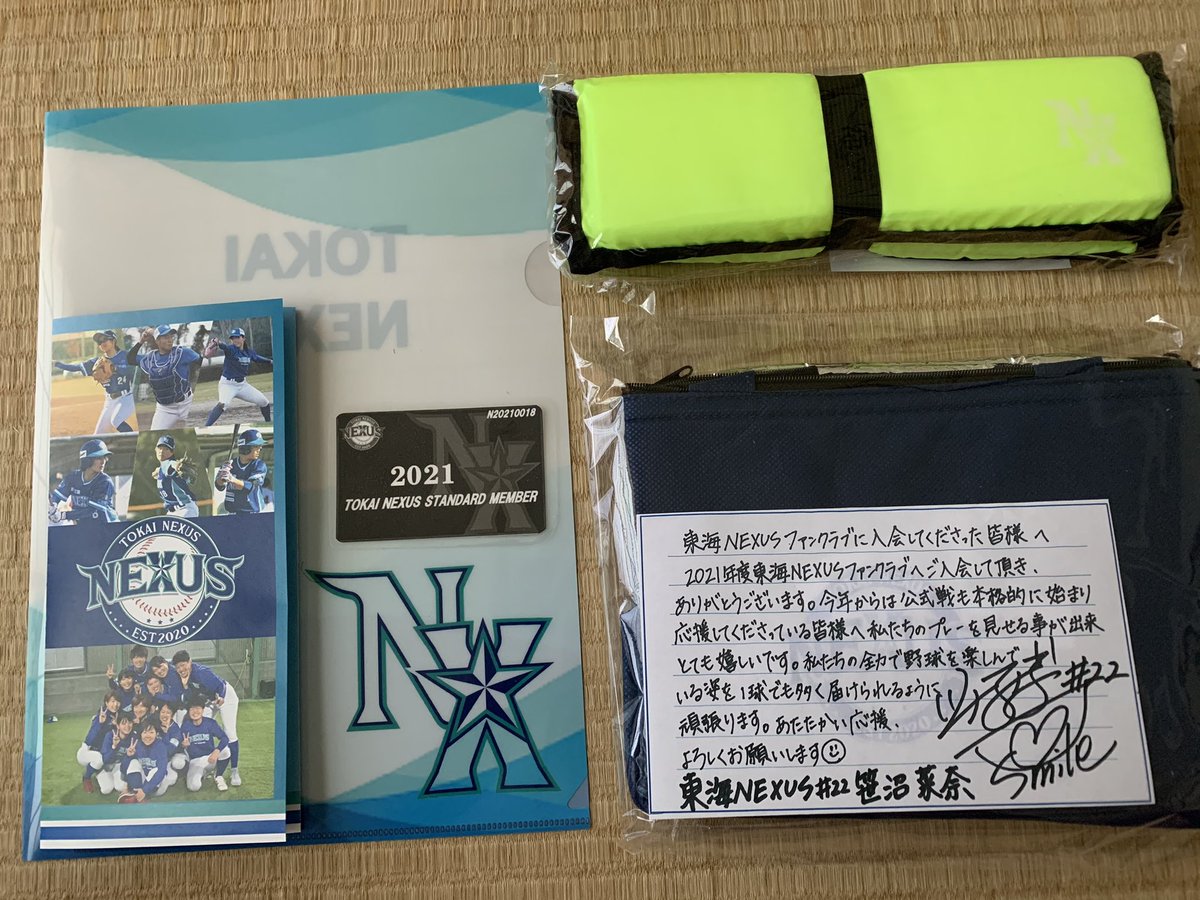 TOKAI
NEX
24
TOKAI NEXUS
NEXUS
EST 2020
N20210018
TOKAI NEXUS
NEXUS
2021
TOKAI NEXUS STANDARD MEMBER
NX
NX
NX
東海NEXUSファンクラブに入会してくださった皆様へ
2021年度東海NEXUSファンクラブへご入会して頂き、
ありがとうございます。今年からは公式戦も本格的に始まり
応援してくださっている皆様へ私たちのプレーを見せる事が出来
とても嬉しいです。私たちの全力で野球を楽しんで
いる姿を1球でも多く届けられるように
頑張ります。あたたかい応援、
よろしくお願いします
東海NEXUS#22 笹沼菜奈
#22
Smile